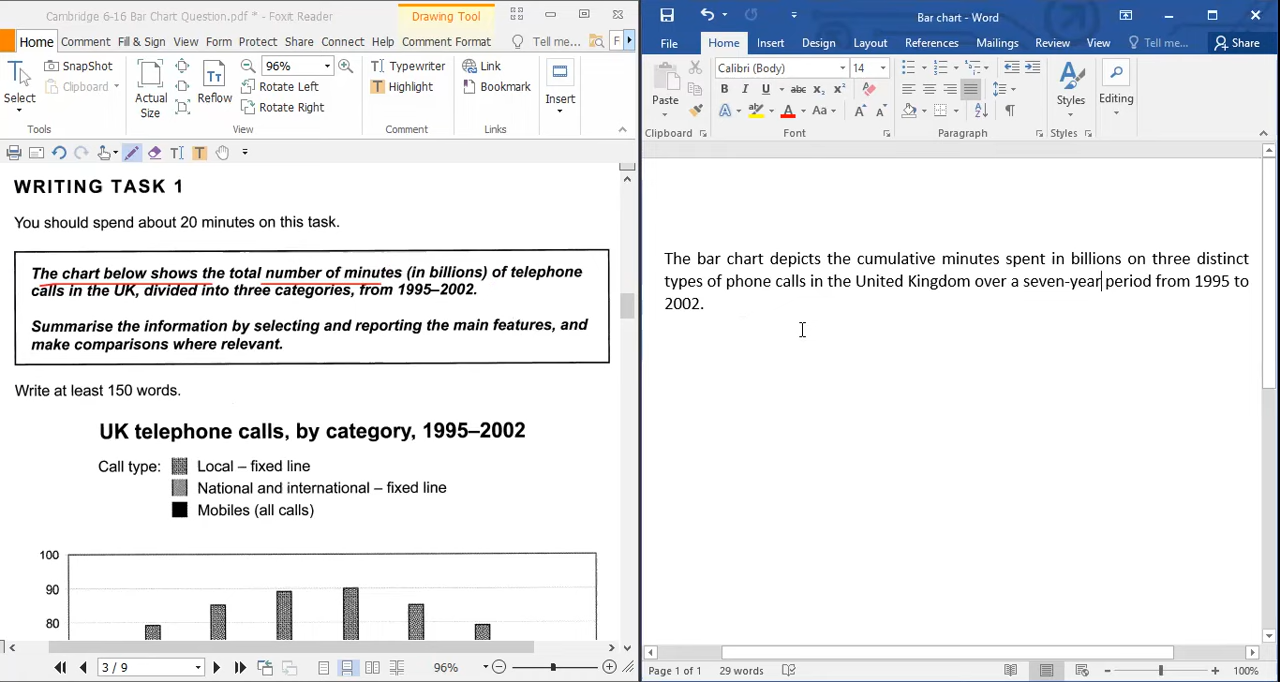 Cambridge 6-16 Bar Chart Question.pdf * - Foxit Reader
Drawing Tool
Home Comment Fill & Sign View Form Protect Share Connect Help Comment Format Tell me... F
Select
SnapShot
Clipboard
Tools
Actual Size
Reflow
96%
Rotate Left
Rotate Right
View
Typewriter
Highlight
Comment
Link
Bookmark
Links
Insert
WRITING TASK 1
You should spend about 20 minutes on this task.
The chart below shows the total number of minutes (in billions) of telephone
calls in the UK, divided into three categories, from 1995–2002.
Summarise the information by selecting and reporting the main features, and
make comparisons where relevant.
Write at least 150 words.
UK telephone calls, by category, 1995–2002
Call type: Local – fixed line
National and international – fixed line
Mobiles (all calls)
100
90
80
3 / 9
96%
Bar chart - Word
File Home Insert Design Layout References Mailings Review View Tell me... Share
Paste
Clipboard
Calibri (Body) 14
B I U abc x₂ x²
A A Aa A A
Font
Paragraph
Styles
Styles
Editing
The bar chart depicts the cumulative minutes spent in billions on three distinct
types of phone calls in the United Kingdom over a seven-year period from 1995 to
2002.
Page 1 of 1 29 words
100%